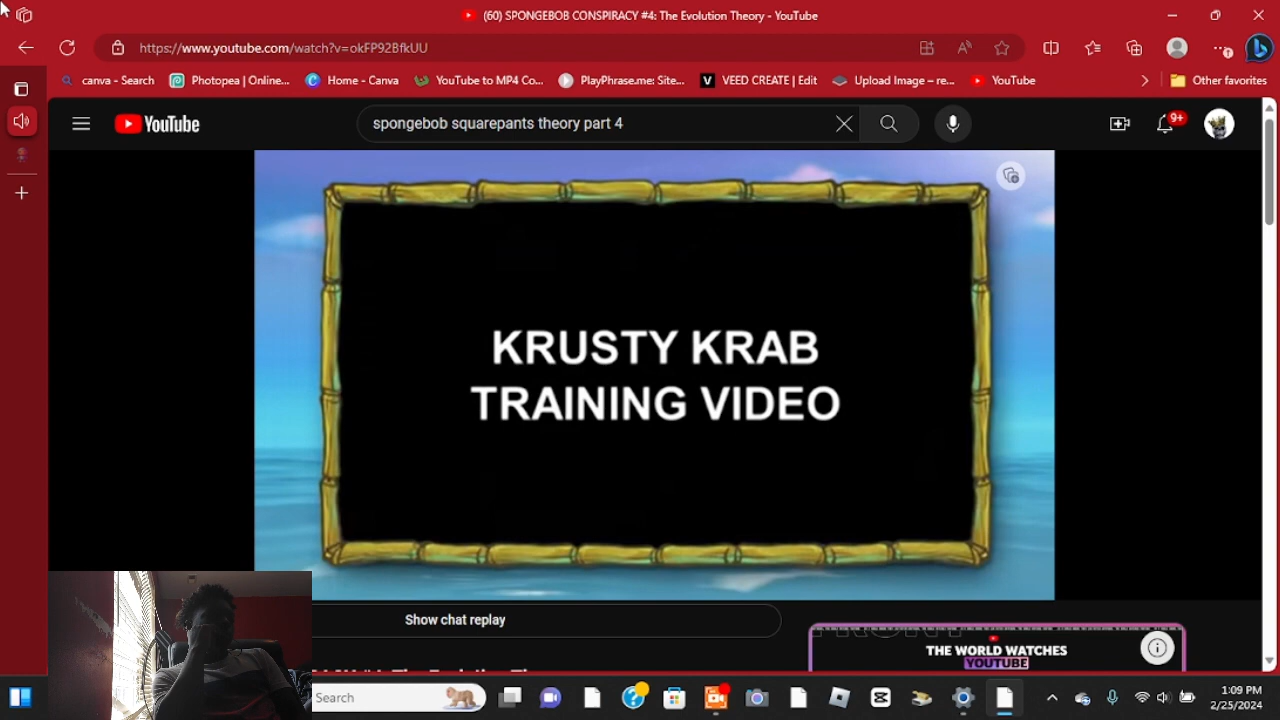 (60) SPONGEBOB CONSPIRACY #4: The Evolution Theory - YouTube
https://www.youtube.com/watch?v=okFP92BfkUU
canva - Search
Photopea | Online...
Home - Canva
YouTube to MP4 Co...
PlayPhrase.me: Site...
VEED CREATE | Edit
Upload Image – re...
YouTube
Other favorites
YouTube
spongebob squarepants theory part 4
9+
KRUSTY KRAB
TRAINING VIDEO
Show chat replay
THE WORLD WATCHES
YOUTUBE
Search
1:09 PM
2/25/2024